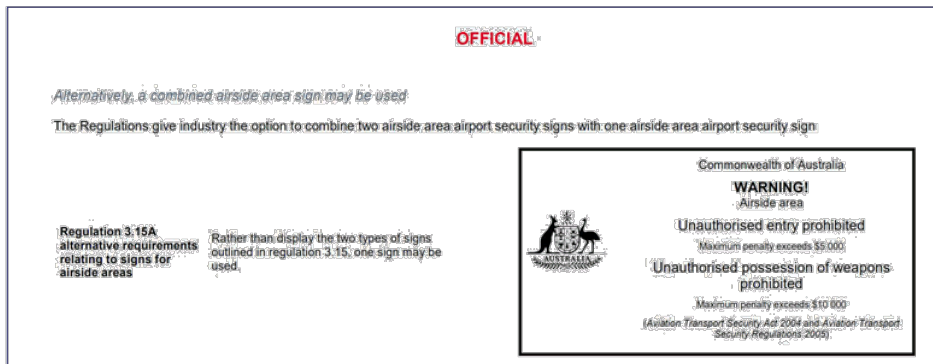 OFFICIAL
Alternatively, a combined airside area sign may be used
The Regulations give industry the option to combine two airside area airport security signs with one airside area airport security sign
Regulation 3.15A
alternative requirements
relating to signs for
airside areas
Rather than display the two types of signs
outlined in regulation 3.15, one sign may be
used.
Commonwealth of Australia
WARNING!
Airside area
Unauthorised entry prohibited
Maximum penalty exceeds $5 000
Unauthorised possession of weapons
prohibited
Maximum penalty exceeds $10 000
(Aviation Transport Security Act 2004 and Aviation Transport
Security Regulations 2005)
AUSTRALIA